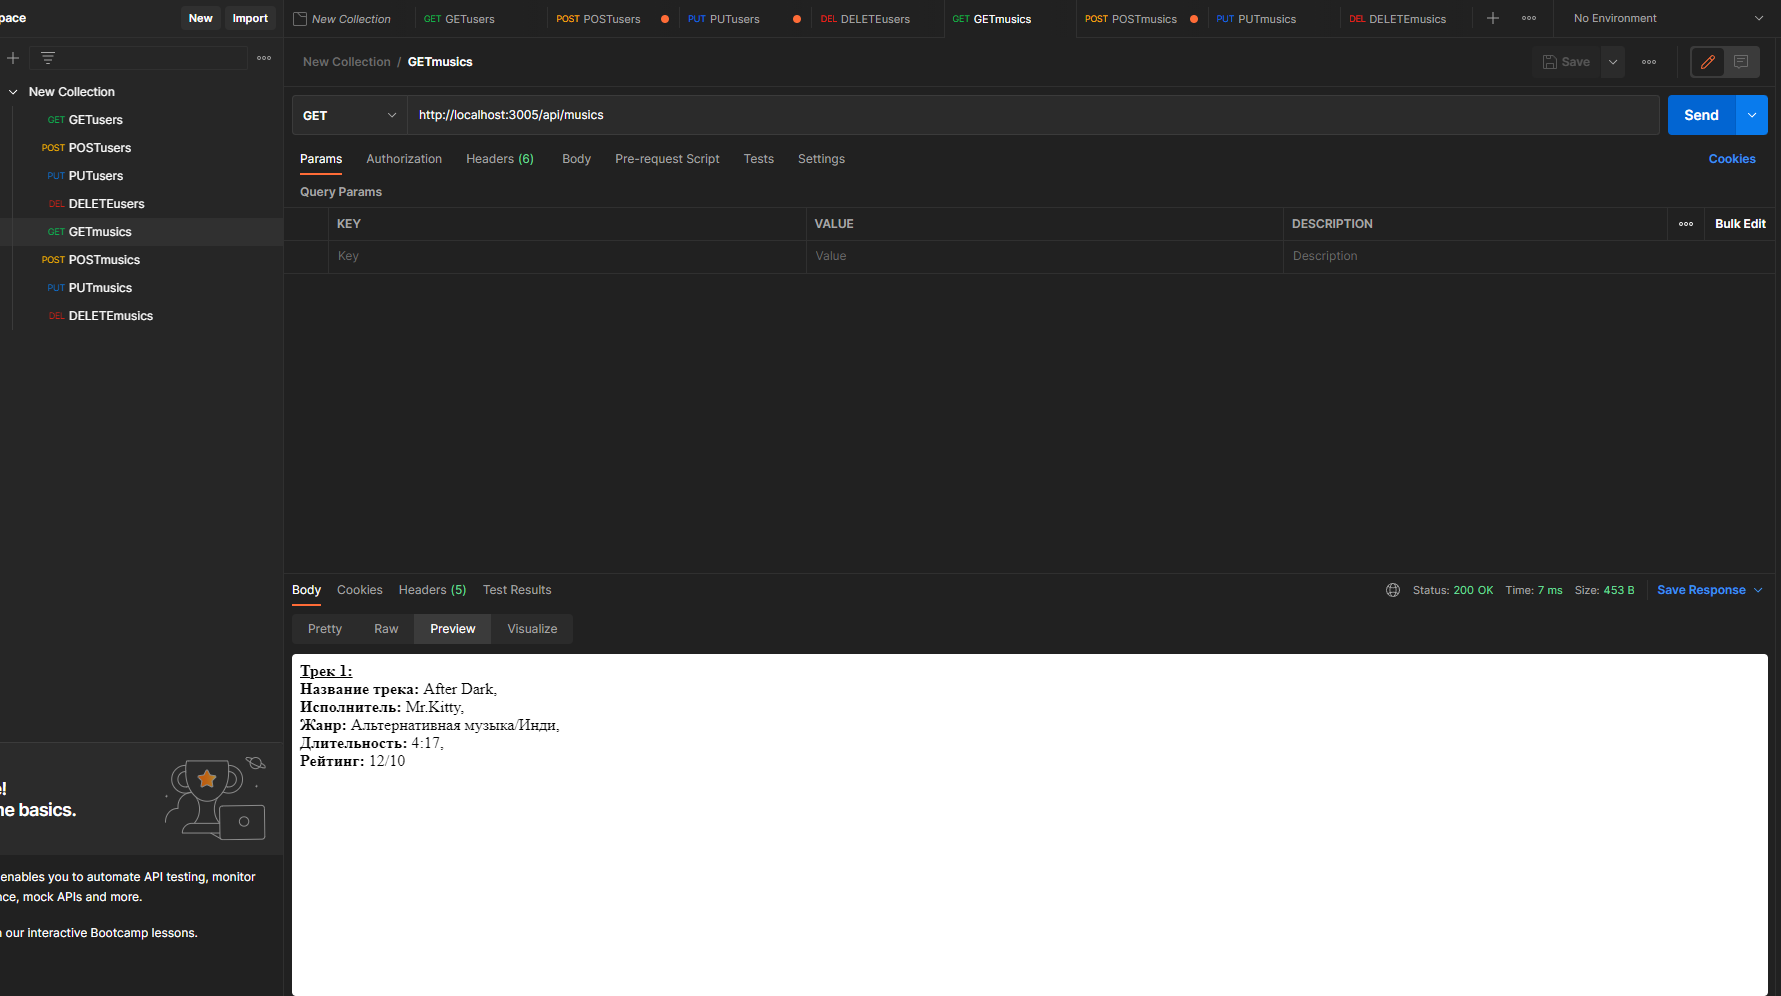 pace
New
Import
New Collection
GET GETusers
POST POSTusers
PUT PUTusers
DEL DELETEusers
GET GETmusics
POST POSTmusics
PUT PUTmusics
DEL DELETEmusics
No Environment
New Collection
GET GETusers
POST POSTusers
PUT PUTusers
DEL DELETEusers
GET GETmusics
POST POSTmusics
PUT PUTmusics
DEL DELETEmusics
e!
ne basics.
enables you to automate API testing, monitor
nce, mock APIs and more.
n our interactive Bootcamp lessons.
New Collection / GETmusics
Save
GET
http://localhost:3005/api/musics
Send
Params Authorization Headers (6) Body Pre-request Script Tests Settings
Cookies
Query Params
KEY VALUE DESCRIPTION Bulk Edit
Key Value Description
Body Cookies Headers (5) Test Results
Status: 200 OK Time: 7 ms Size: 453 B Save Response
Pretty Raw Preview Visualize
Трек 1:
Название трека: After Dark,
Исполнитель: Mr.Kitty,
Жанр: Альтернативная музыка/Инди,
Длительность: 4:17,
Рейтинг: 12/10